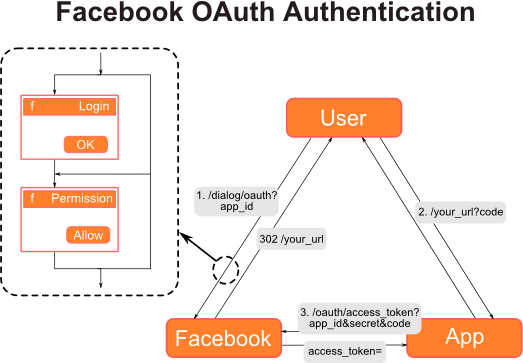 Facebook OAuth Authentication
f Login
OK
f Permission
Allow
User
1. /dialog/oauth?
app_id
302 /your_url
2. /your_url?code
3. /oauth/access_token?
app_id&secret&code
Facebook
access_token=
App